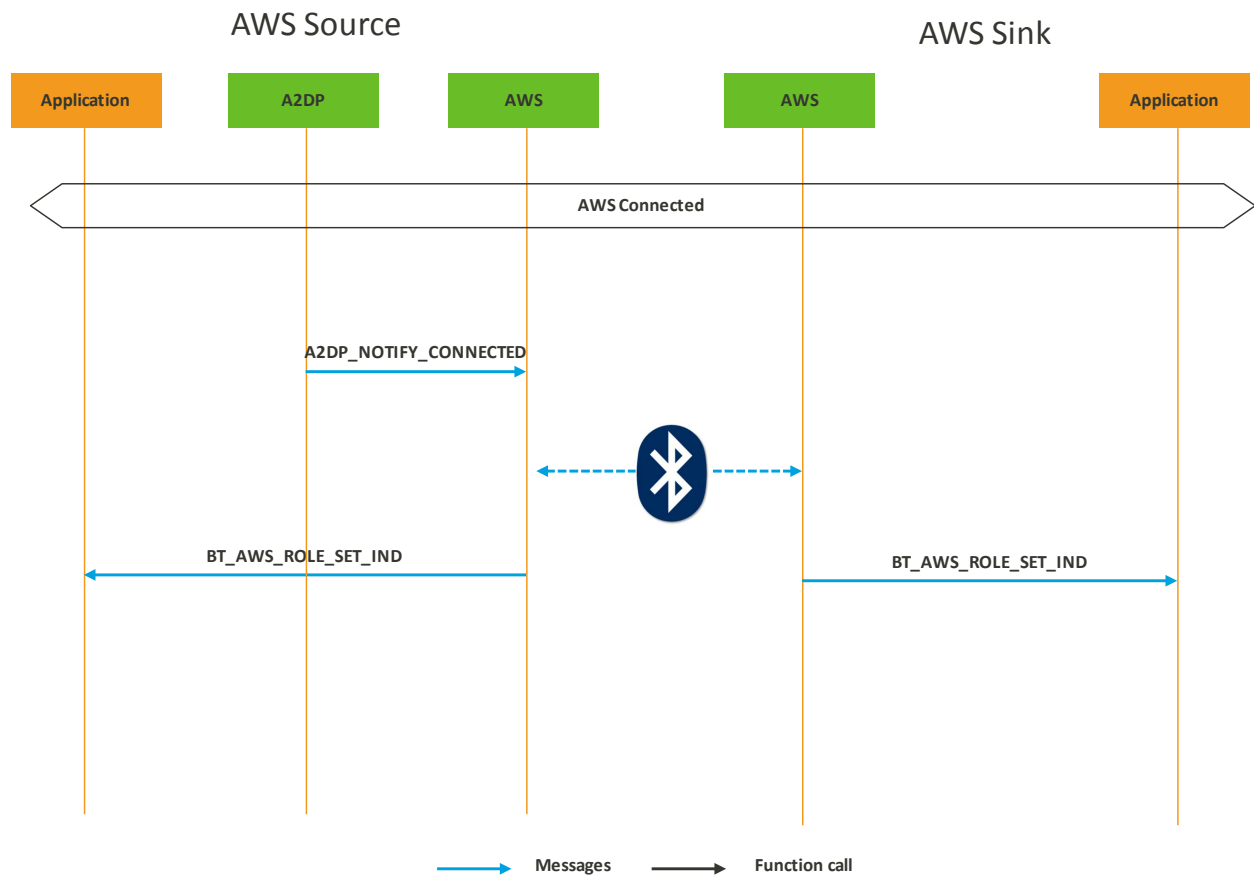 AWS Source
AWS Sink
Application
A2DP
AWS
AWS
Application
AWS Connected
A2DP_NOTIFY_CONNECTED
BT_AWS_ROLE_SET_IND
BT_AWS_ROLE_SET_IND
Messages
Function call